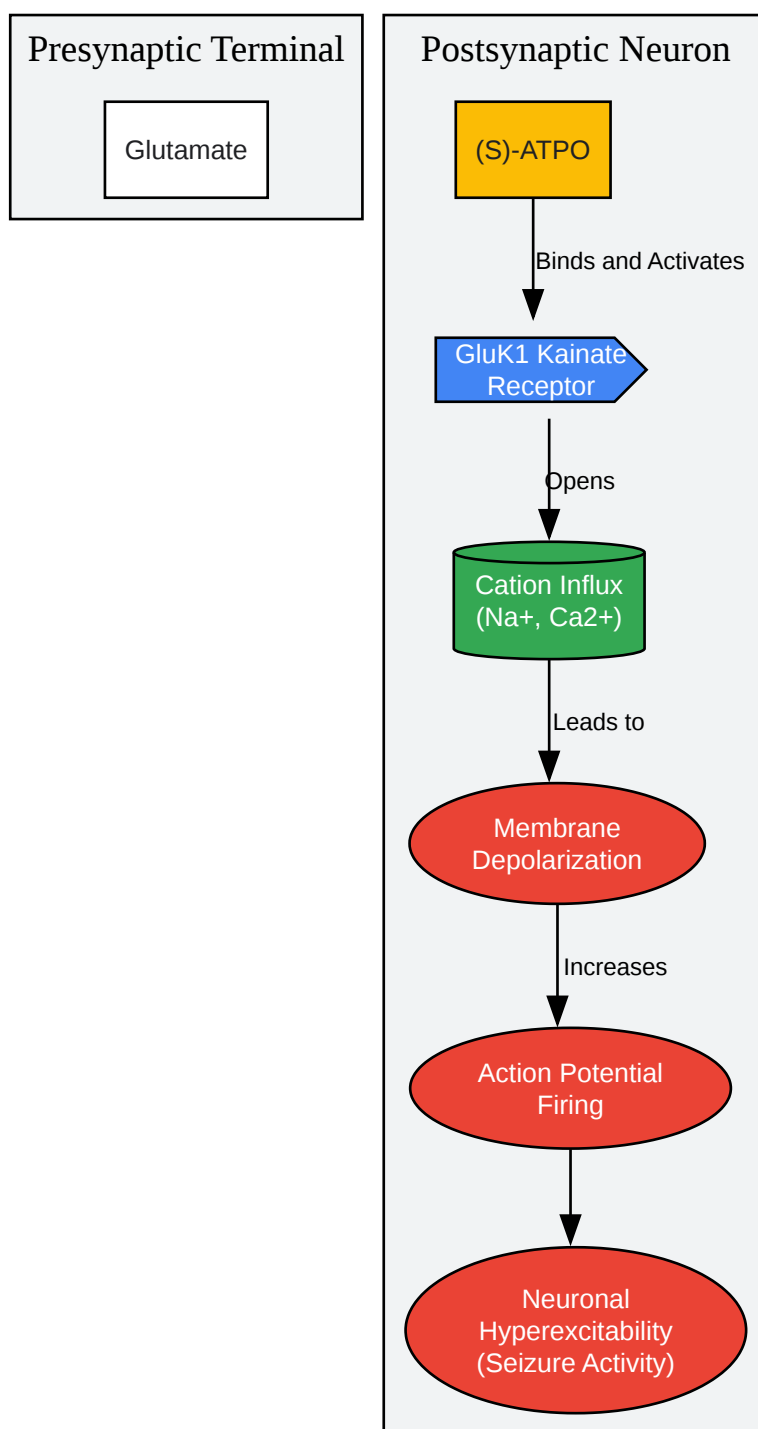 Presynaptic Terminal
Glutamate
Postsynaptic Neuron
(S)-ATPO
Binds and Activates
GluK1 Kainate
Receptor
Opens
Cation Influx
(Na+, Ca2+)
Leads to
Membrane
Depolarization
Increases
Action Potential
Firing
Neuronal
Hyperexcitability
(Seizure Activity)